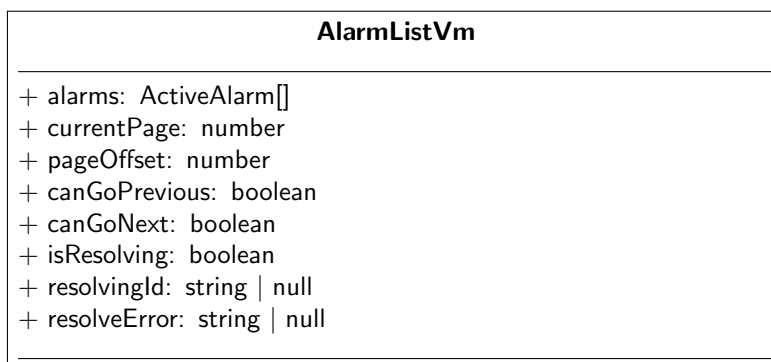 AlarmListVm
+ alarms: ActiveAlarm[]
+ currentPage: number
+ pageOffset: number
+ canGoPrevious: boolean
+ canGoNext: boolean
+ isResolving: boolean
+ resolvingId: string | null
+ resolveError: string | null